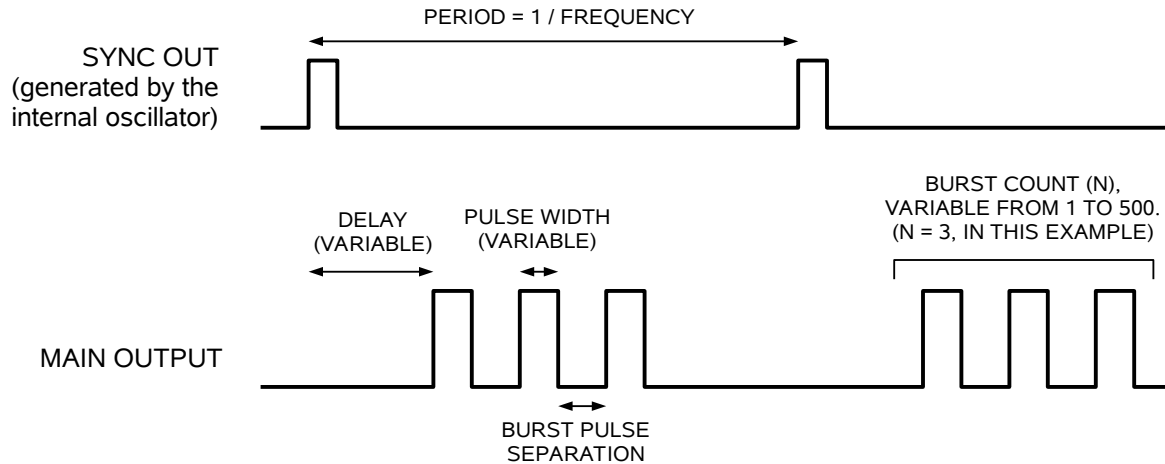 PERIOD = 1 / FREQUENCY
SYNC OUT
(generated by the
internal oscillator)
BURST COUNT (N),
VARIABLE FROM 1 TO 500.
(N = 3, IN THIS EXAMPLE)
DELAY
(VARIABLE)
PULSE WIDTH
(VARIABLE)
MAIN OUTPUT
BURST PULSE
SEPARATION